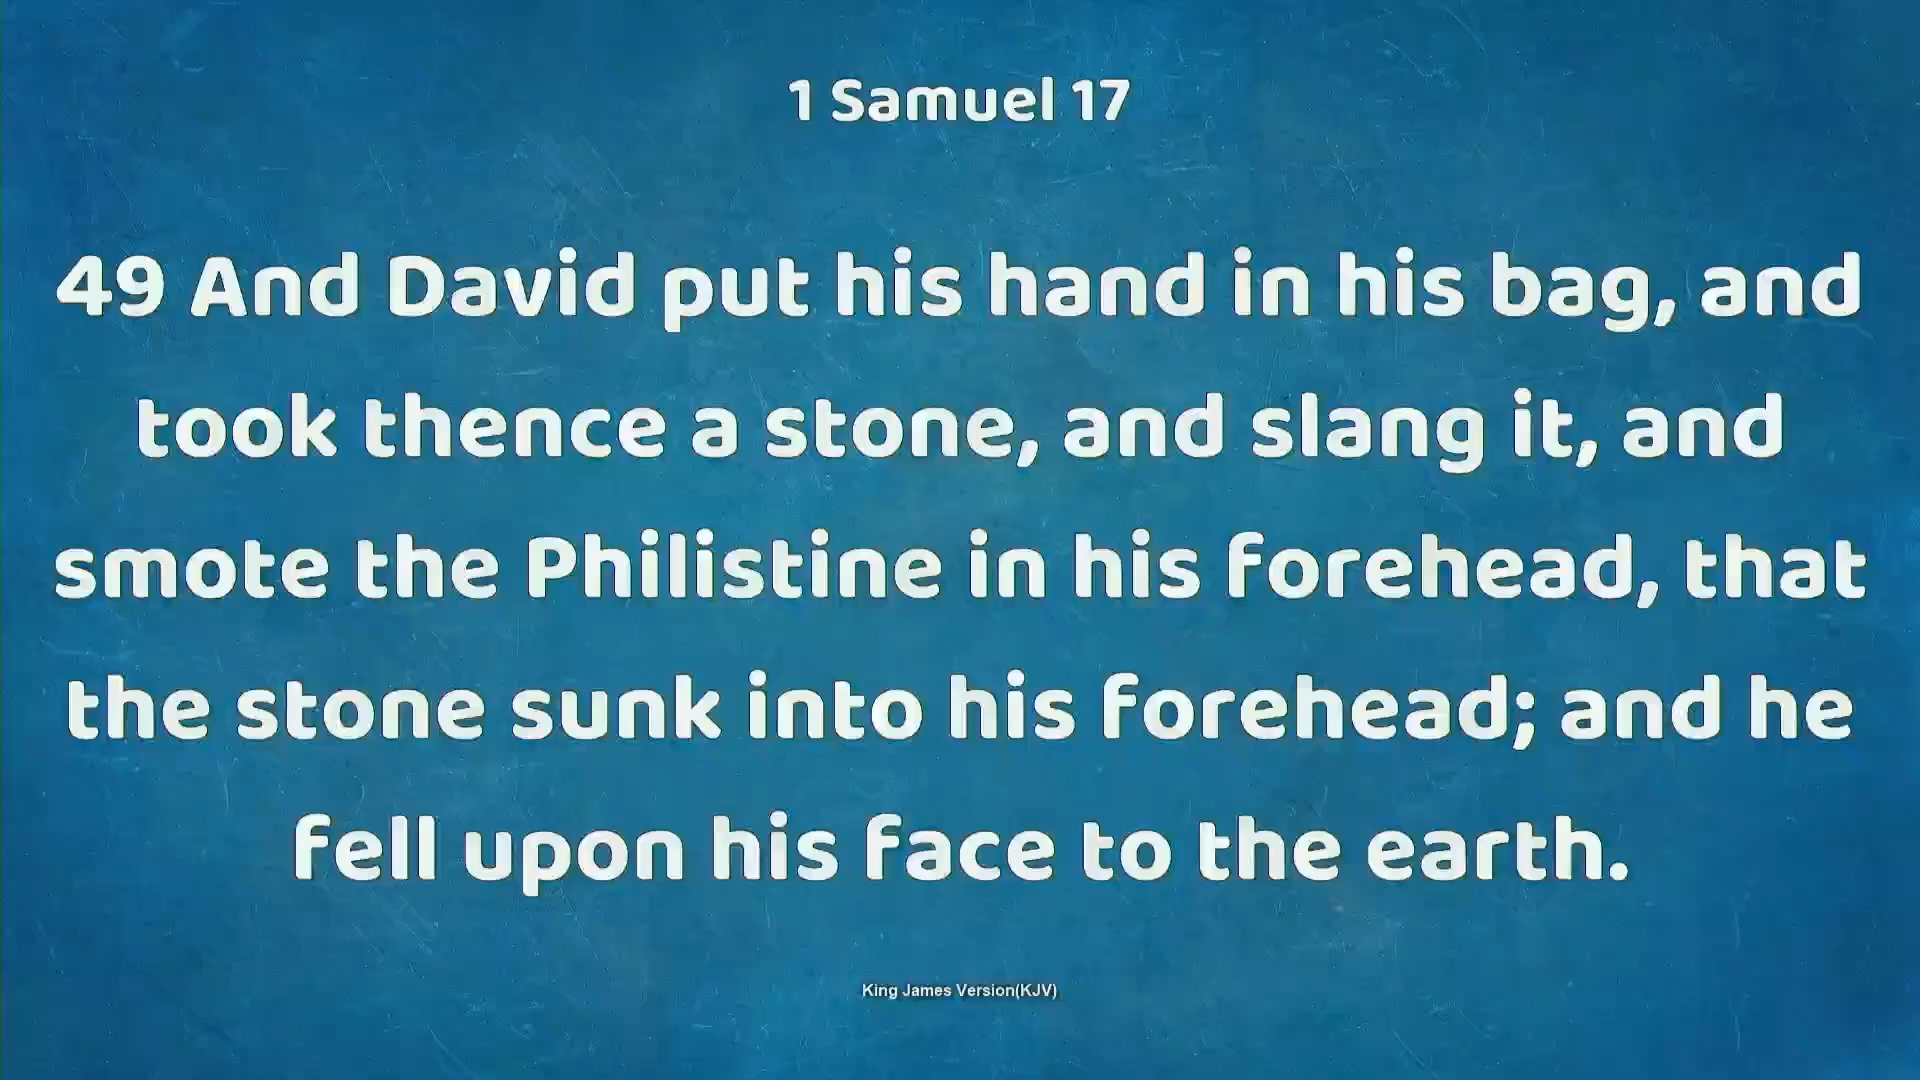 1 Samuel 17
49 And David put his hand in his bag, and
took thence a stone, and slang it, and
smote the Philistine in his forehead, that
the stone sunk into his forehead; and he
fell upon his face to the earth.
King James Version(KJV)